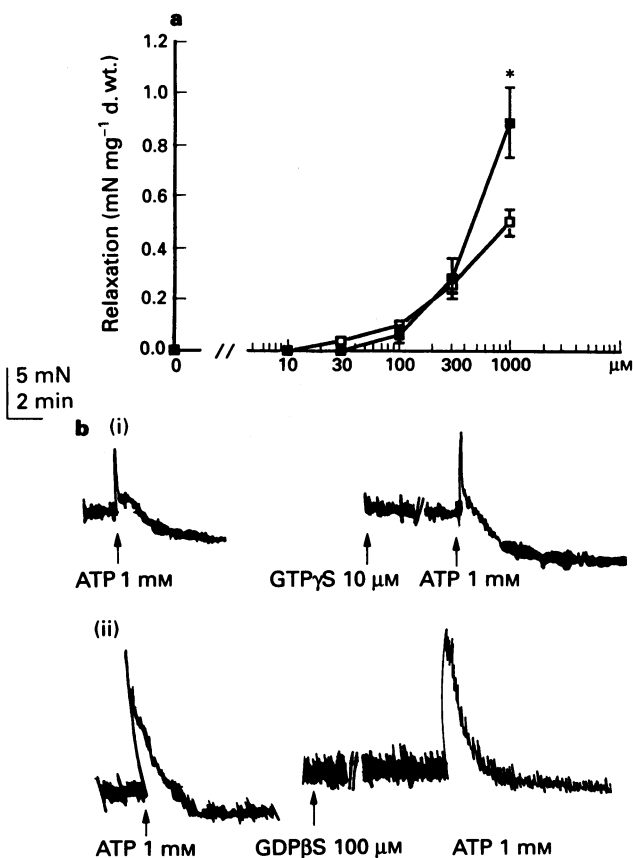 a
Relaxation (mN mg⁻¹ d. wt.)
1.2
1.0
0.8
0.6
0.4
0.2
0.0
*
0 // 10 30 100 300 1000 μM
5 mN
2 min
b (i)
ATP 1 mM GTPγS 10 μM ATP 1 mM
(ii)
ATP 1 mM GDPβS 100 μM ATP 1 mM